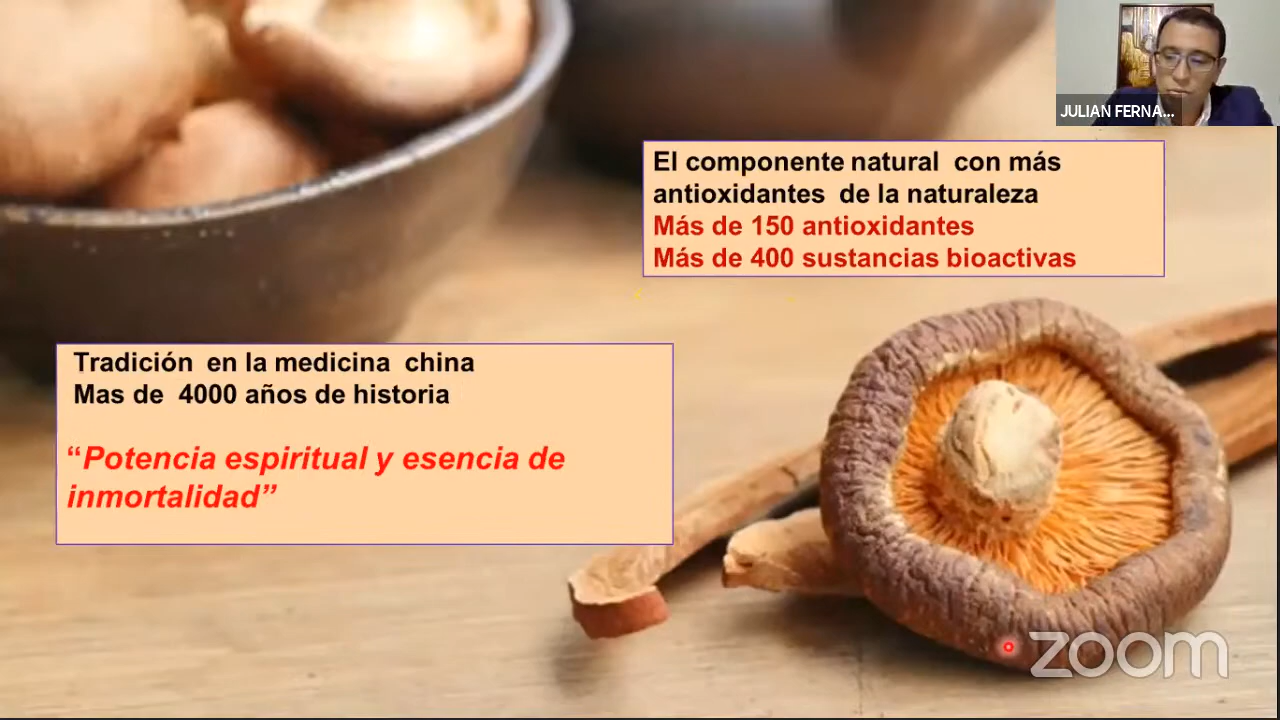 JULIAN FERNA...
El componente natural con más
antioxidantes de la naturaleza
Más de 150 antioxidantes
Más de 400 sustancias bioactivas
Tradición en la medicina china
Mas de 4000 años de historia
“Potencia espiritual y esencia de
inmortalidad”
zoom